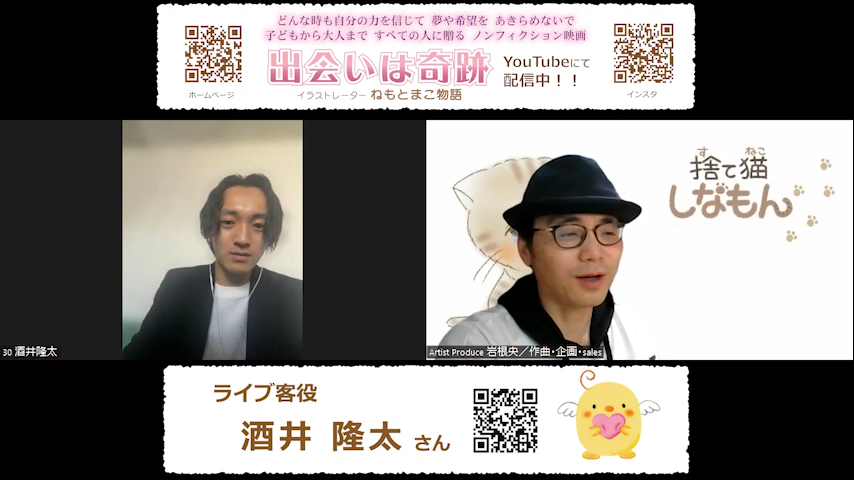 どんな時も自分の力を信じて 夢や希望を あきらめないで
子どもから大人まで すべての人に贈る ノンフィクション映画
出会いは奇跡
YouTubeにて
配信中！！
イラストレーター ねもとまこ物語
ホームページ
インスタ
すねこ
捨て猫
しなもん
30 酒井隆太
Artist Produce 岩根央／作曲・企画・sales
ライブ客役
酒井 隆太 さん